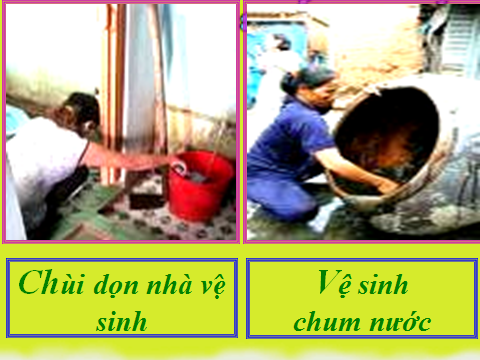 Chùi dọn nhà vệ
sinh
Vệ sinh
chum nước